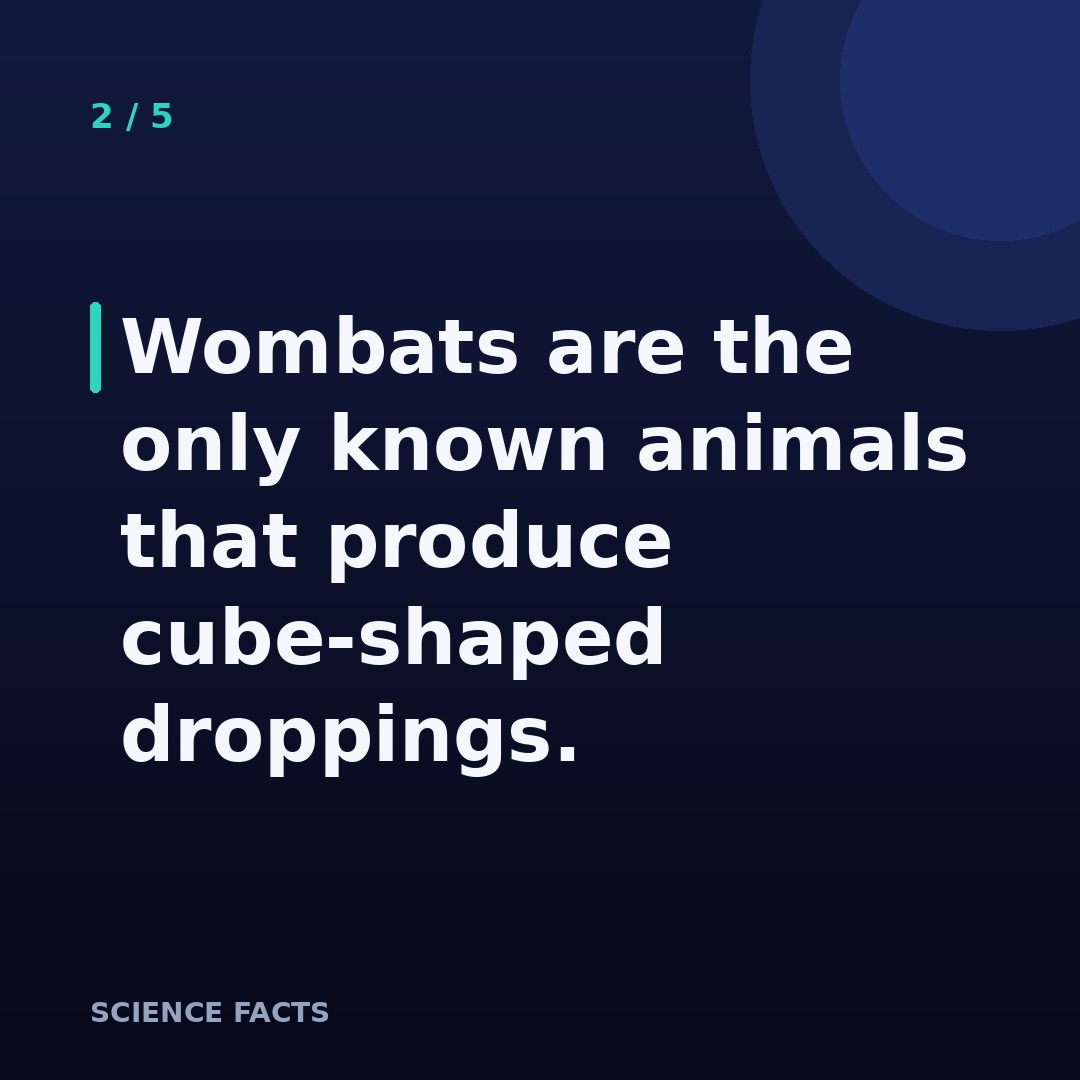 2 / 5
Wombats are the
only known animals
that produce
cube-shaped
droppings.
SCIENCE FACTS